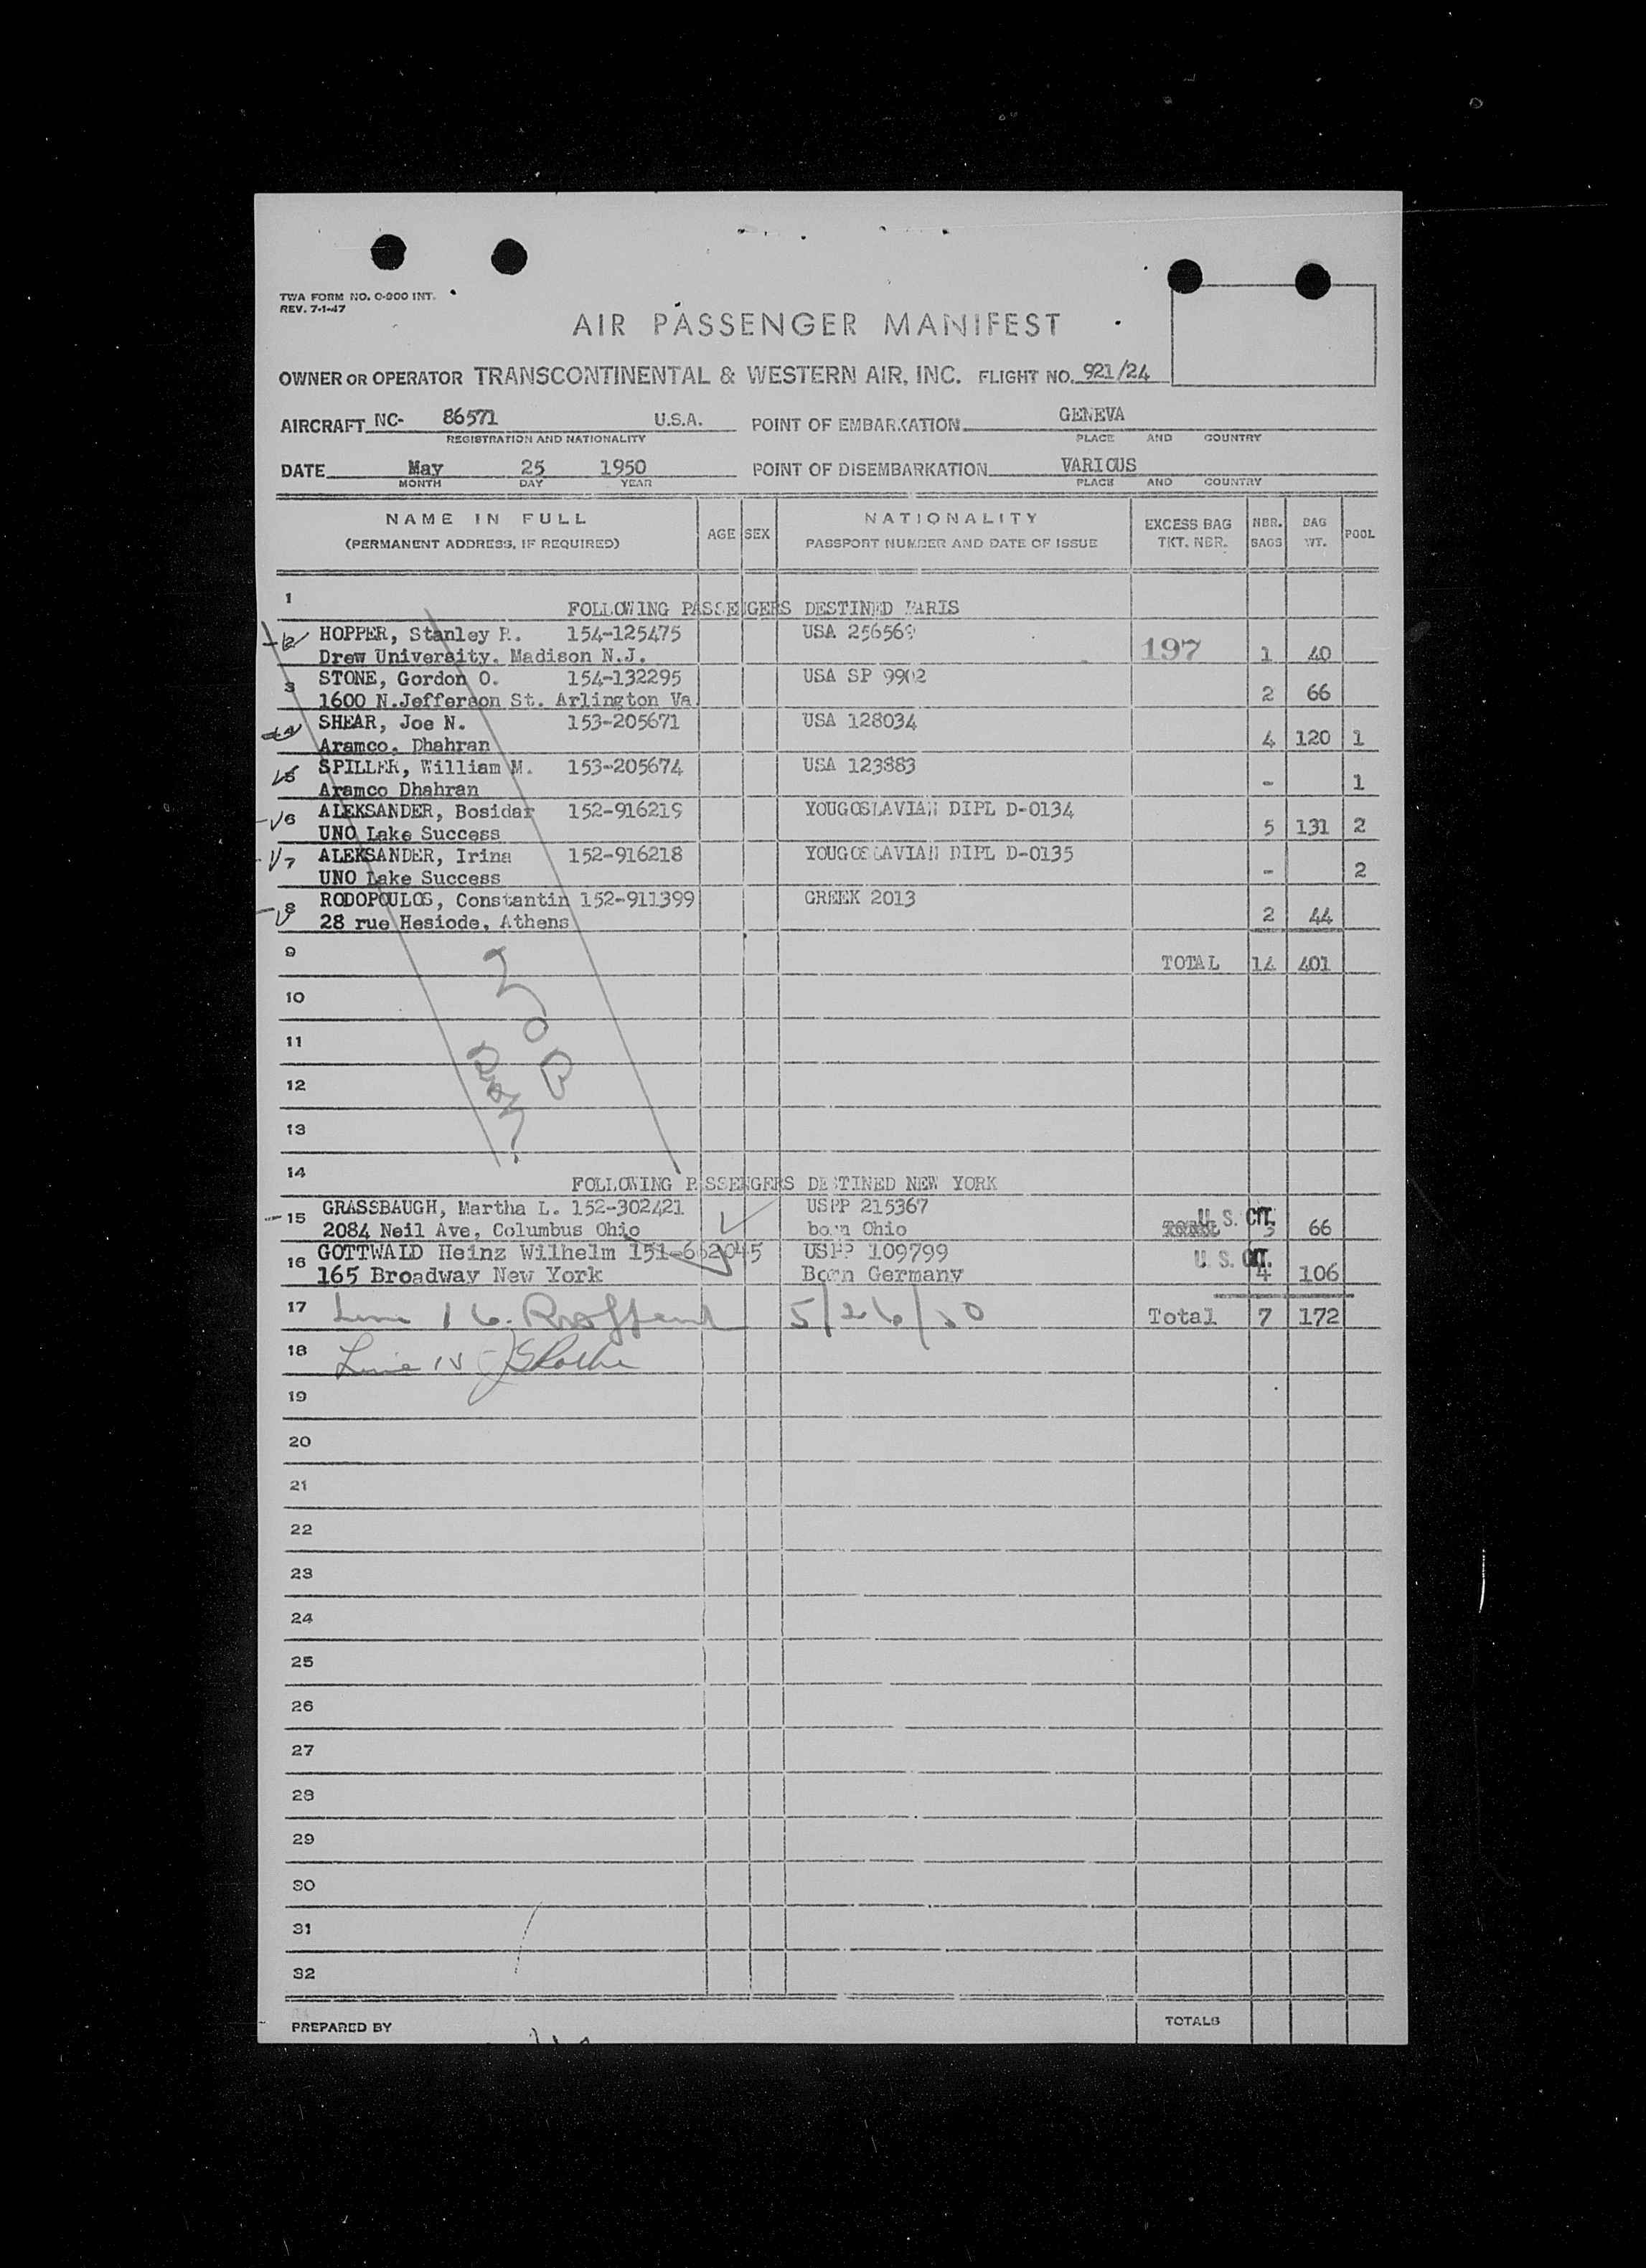 TWA FORM NO. O-800 INT.
REV. 7-1-47
AIR PASSENGER MANIFEST
OWNER OR OPERATOR TRANSCONTINENTAL & WESTERN AIR, INC. FLIGHT NO. 921/24
AIRCRAFT NC- 86571 U.S.A. POINT OF EMBARKATION GENEVA
REGISTRATION AND NATIONALITY PLACE AND COUNTRY
DATE May 25 1950 POINT OF DISEMBARKATION VARIOUS
MONTH DAY YEAR PLACE AND COUNTRY
NAME IN FULL AGE SEX NATIONALITY EXCESS BAG NBR. BAG POOL
(PERMANENT ADDRESS, IF REQUIRED) PASSPORT NUMBER AND DATE OF ISSUE TKT. NBR. BAGS WT.
1
FOLLOWING PASSENGERS DESTINED PARIS
2 HOPPER, Stanley R. 154-125475 USA 256569
Drew University. Madison N.J. 197 1 40
3 STONE, Gordon O. 154-132295 USA SP 9902
1600 N.Jefferson St. Arlington Va 2 66
4 SHEAR, Joe N. 153-205671 USA 128034
Aramco. Dhahran 4 120 1
5 SPILLER, William M. 153-205674 USA 123883
Aramco Dhahran - 1
6 ALEKSANDER, Bosidar 152-916219 YOUGOSLAVIAN DIPL D-0134
UNO Lake Success 5 131 2
7 ALEKSANDER, Irina 152-916218 YOUGOSLAVIAN DIPL D-0135
UNO Lake Success - 2
8 RODOPOULOS, Constantin 152-911399 GREEK 2013
28 rue Hesiode, Athens 2 44
9 TOTAL 14 401
10
11
12
13
14
FOLLOWING PASSENGERS DESTINED NEW YORK
15 GRASSBAUGH, Martha L. 152-302421 USPP 215367
2084 Neil Ave, Columbus Ohio born Ohio U. S. CIT. 3 66
16 GOTTWALD Heinz Wilhelm 151-662045 USPP 109799
165 Broadway New York Born Germany U. S. CIT. 4 106
17 Line 16. 5/26/50 Total 7 172
18 Line 15
19
20
21
22
23
24
25
26
27
28
29
30
31
32
PREPARED BY TOTALS